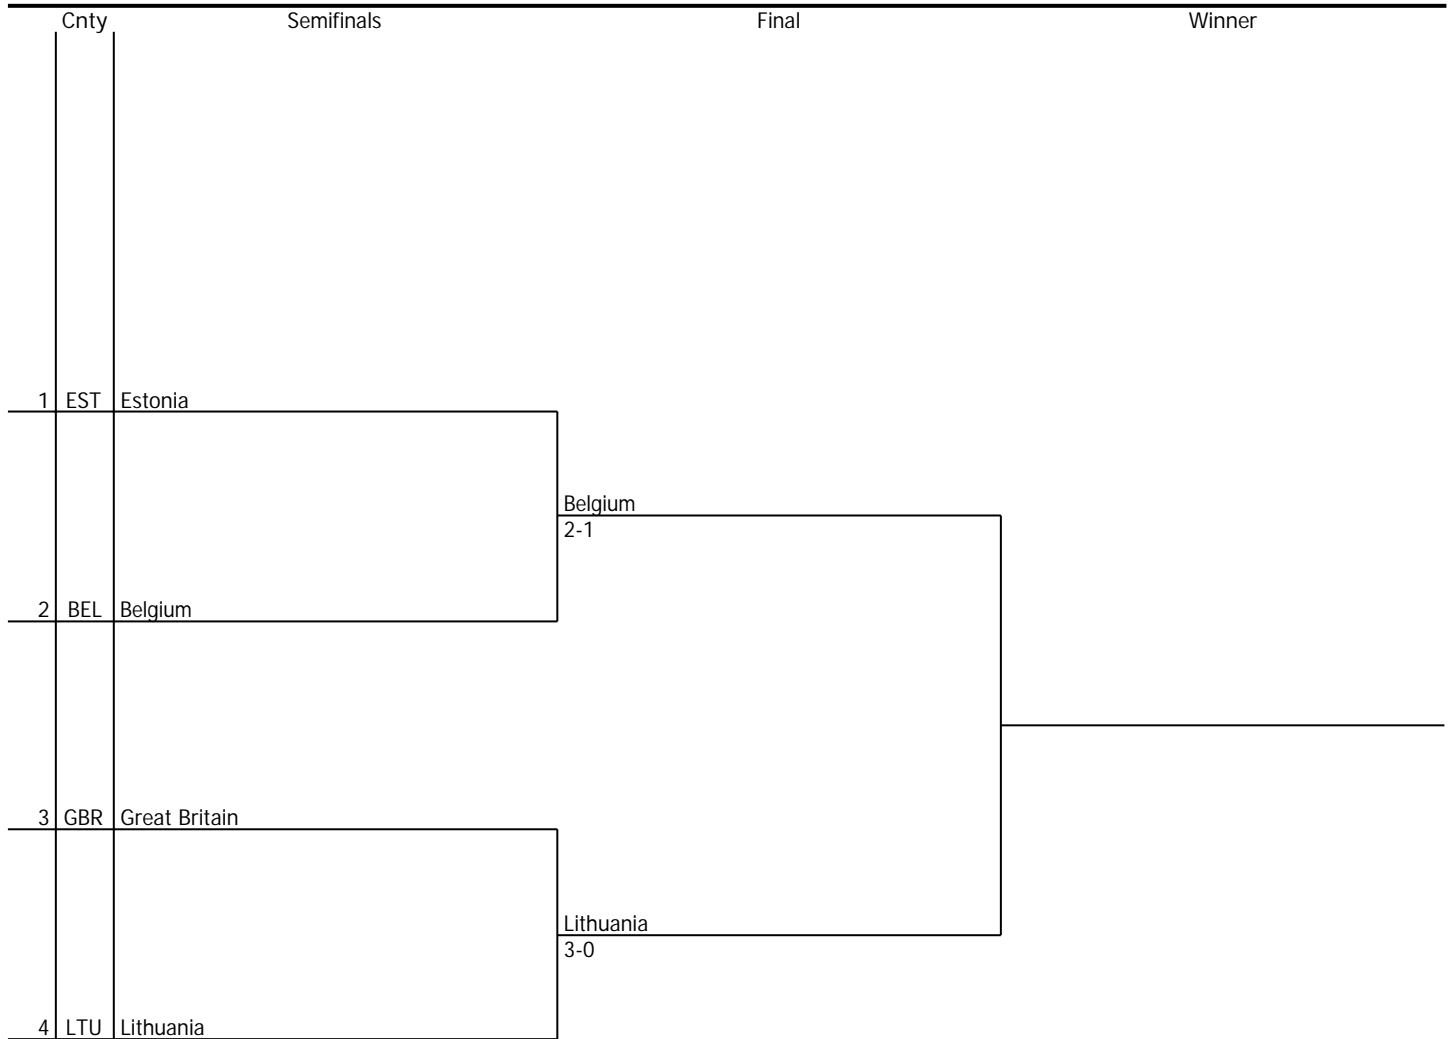 Cnty Semifinals Final Winner
1 EST Estonia
Belgium
2-1
2 BEL Belgium
3 GBR Great Britain
Lithuania
3-0
4 LTU Lithuania